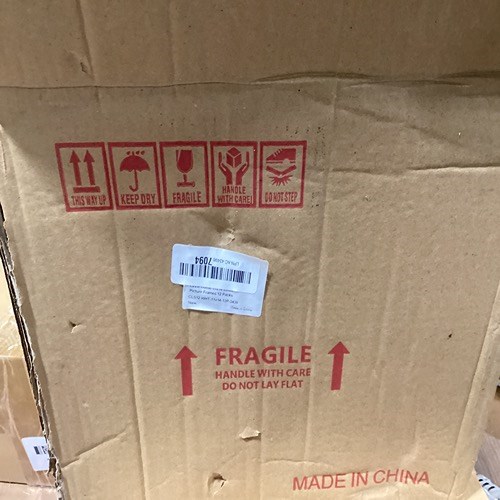 THIS WAY UP
KEEP DRY
FRAGILE
HANDLE
WITH CARE!
DO NOT STEP
7094
FRAGILE
HANDLE WITH CARE
DO NOT LAY FLAT
MADE IN CHINA